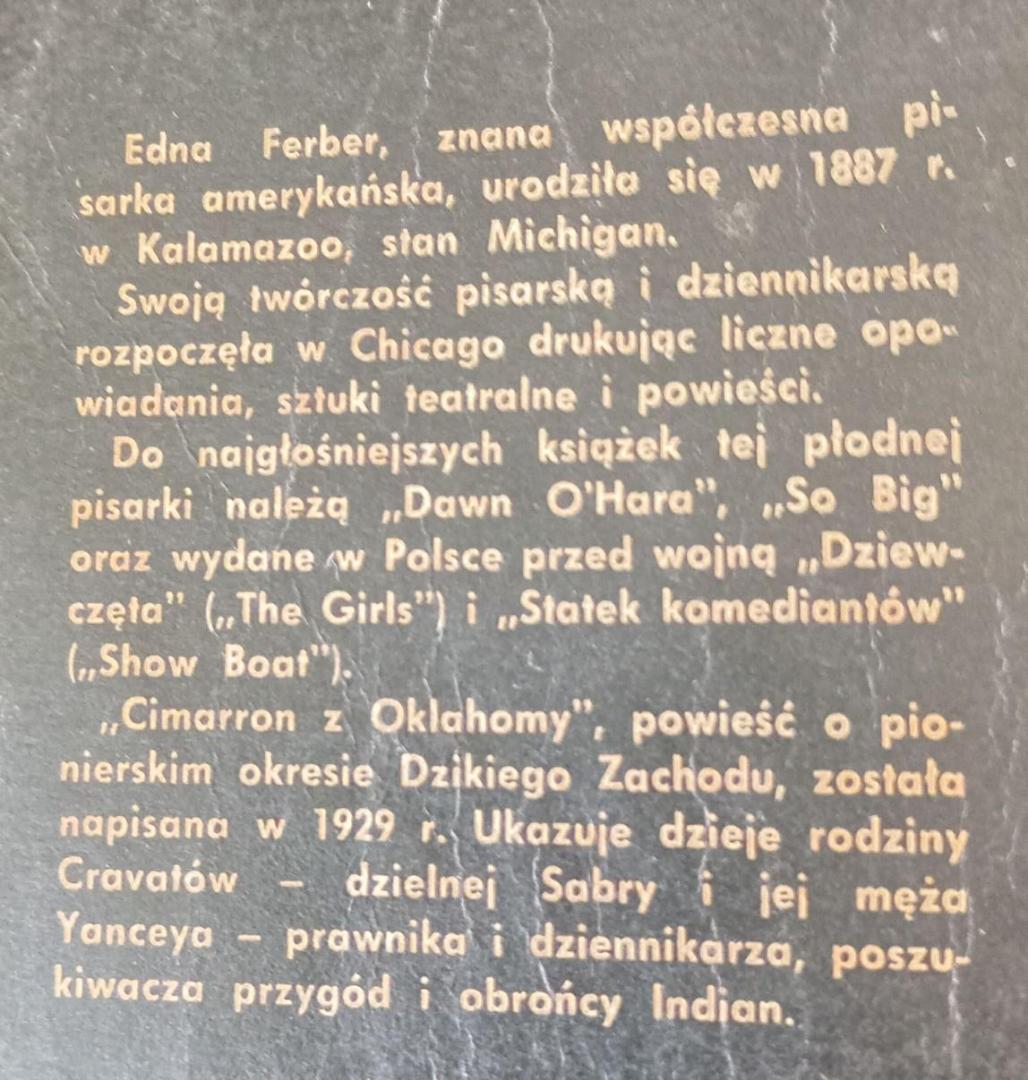 Edna Ferber, znana współczesna pi-
sarka amerykańska, urodziła się w 1887 r.
w Kalamazoo, stan Michigan.
Swoją twórczość pisarską i dziennikarską
rozpoczęła w Chicago drukując liczne opo-
wiadania, sztuki teatralne i powieści.
Do najgłośniejszych książek tej płodnej
pisarki należą „Dawn O'Hara”, „So Big”
oraz wydane w Polsce przed wojną „Dziew-
częta” („The Girls”) i „Statek komediantów”
(„Show Boat”).
„Cimarron z Oklahomy”, powieść o pio-
nierskim okresie Dzikiego Zachodu, została
napisana w 1929 r. Ukazuje dzieje rodziny
Cravatów – dzielnej Sabry i jej męża
Yanceya – prawnika i dziennikarza, poszu-
kiwacza przygód i obrońcy Indian.